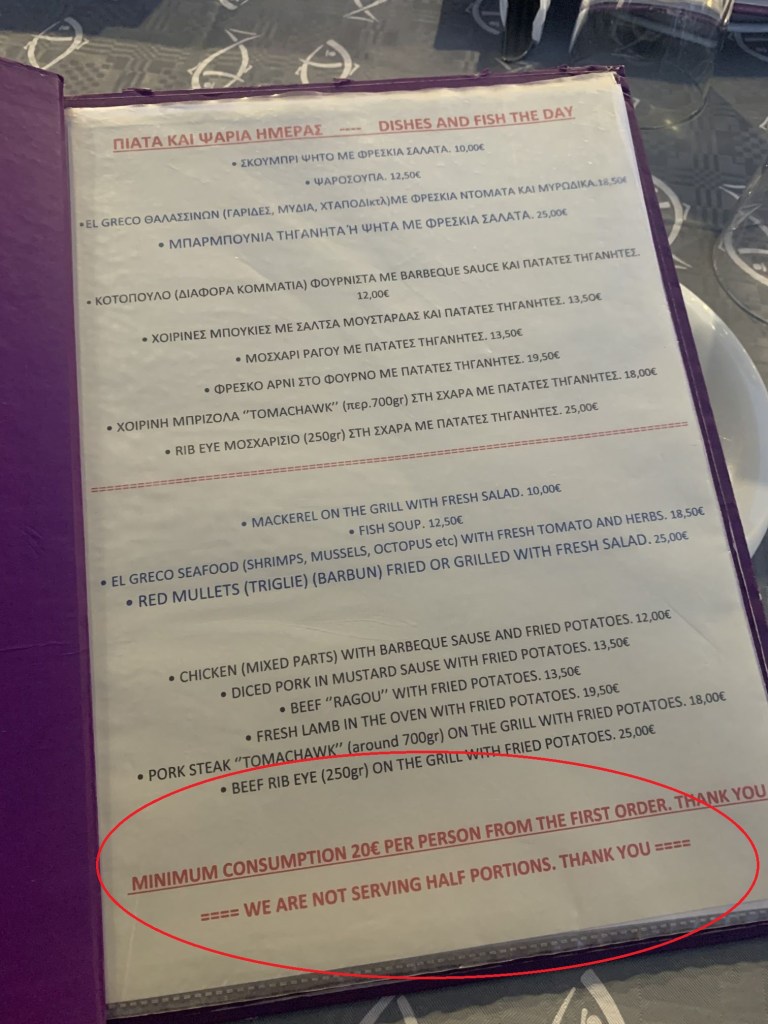 ΠΙΑΤΑ ΚΑΙ ΨΑΡΙΑ ΗΜΕΡΑΣ ---- DISHES AND FISH THE DAY
• ΣΚΟΥΜΠΡΙ ΨΗΤΟ ΜΕ ΦΡΕΣΚΙΑ ΣΑΛΑΤΑ. 10,00€
• ΨΑΡΟΣΟΥΠΑ. 12,50€
•EL GRECO ΘΑΛΑΣΣΙΝΩΝ (ΓΑΡΙΔΕΣ, ΜΥΔΙΑ, ΧΤΑΠΟΔΙκτλ)ΜΕ ΦΡΕΣΚΙΑ ΝΤΟΜΑΤΑ ΚΑΙ ΜΥΡΩΔΙΚΑ.18,50€
• ΜΠΑΡΜΠΟΥΝΙΑ ΤΗΓΑΝΗΤΑ Ή ΨΗΤΑ ΜΕ ΦΡΕΣΚΙΑ ΣΑΛΑΤΑ. 25,00€
• ΚΟΤΟΠΟΥΛΟ (ΔΙΑΦΟΡΑ ΚΟΜΜΑΤΙΑ) ΦΟΥΡΝΙΣΤΑ ΜΕ BARBEQUE SAUCE ΚΑΙ ΠΑΤΑΤΕΣ ΤΗΓΑΝΗΤΕΣ.
12,00€
• ΧΟΙΡΙΝΕΣ ΜΠΟΥΚΙΕΣ ΜΕ ΣΑΛΤΣΑ ΜΟΥΣΤΑΡΔΑΣ ΚΑΙ ΠΑΤΑΤΕΣ ΤΗΓΑΝΗΤΕΣ. 13,50€
• ΜΟΣΧΑΡΙ ΡΑΓΟΥ ΜΕ ΠΑΤΑΤΕΣ ΤΗΓΑΝΗΤΕΣ. 13,50€
• ΦΡΕΣΚΟ ΑΡΝΙ ΣΤΟ ΦΟΥΡΝΟ ΜΕ ΠΑΤΑΤΕΣ ΤΗΓΑΝΗΤΕΣ. 19,50€
• ΧΟΙΡΙΝΗ ΜΠΡΙΖΟΛΑ ‘’TOMACHAWK’’ (περ.700gr) ΣΤΗ ΣΧΑΡΑ ΜΕ ΠΑΤΑΤΕΣ ΤΗΓΑΝΗΤΕΣ. 18,00€
• RIB EYE ΜΟΣΧΑΡΙΣΙΟ (250gr) ΣΤΗ ΣΧΑΡΑ ΜΕ ΠΑΤΑΤΕΣ ΤΗΓΑΝΗΤΕΣ. 25,00€
• MACKEREL ON THE GRILL WITH FRESH SALAD. 10,00€
• FISH SOUP. 12,50€
• EL GRECO SEAFOOD (SHRIMPS, MUSSELS, OCTOPUS etc) WITH FRESH TOMATO AND HERBS. 18,50€
• RED MULLETS (TRIGLIE) (BARBUN) FRIED OR GRILLED WITH FRESH SALAD. 25,00€
• CHICKEN (MIXED PARTS) WITH BARBEQUE SAUSE AND FRIED POTATOES. 12,00€
• DICED PORK IN MUSTARD SAUSE WITH FRIED POTATOES. 13,50€
• BEEF ‘’RAGOU’’ WITH FRIED POTATOES. 13,50€
• FRESH LAMB IN THE OVEN WITH FRIED POTATOES. 19,50€
• PORK STEAK ‘’TOMACHAWK’’ (around 700gr) ON THE GRILL WITH FRIED POTATOES. 18,00€
• BEEF RIB EYE (250gr) ON THE GRILL WITH FRIED POTATOES. 25,00€
MINIMUM CONSUMPTION 20€ PER PERSON FROM THE FIRST ORDER. THANK YOU
==== WE ARE NOT SERVING HALF PORTIONS. THANK YOU ====